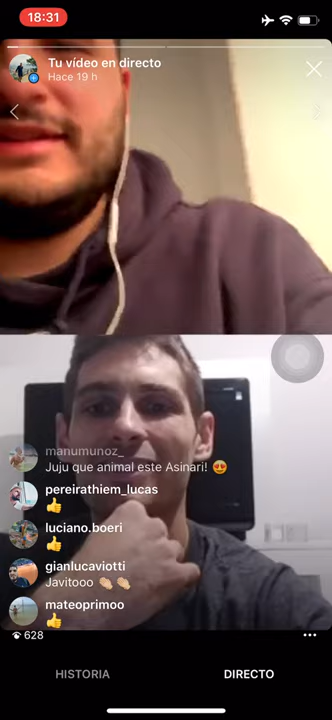 18:31
Tu vídeo en directo
Hace 19 h
manumunoz_
Juju que animal este Asinari! 😍
pereirathiem_lucas
👍
luciano.boeri
👍
gianlucaviotti
Javitooo 👏🏼👏🏼
mateoprimoo
👍
628
HISTORIA
DIRECTO